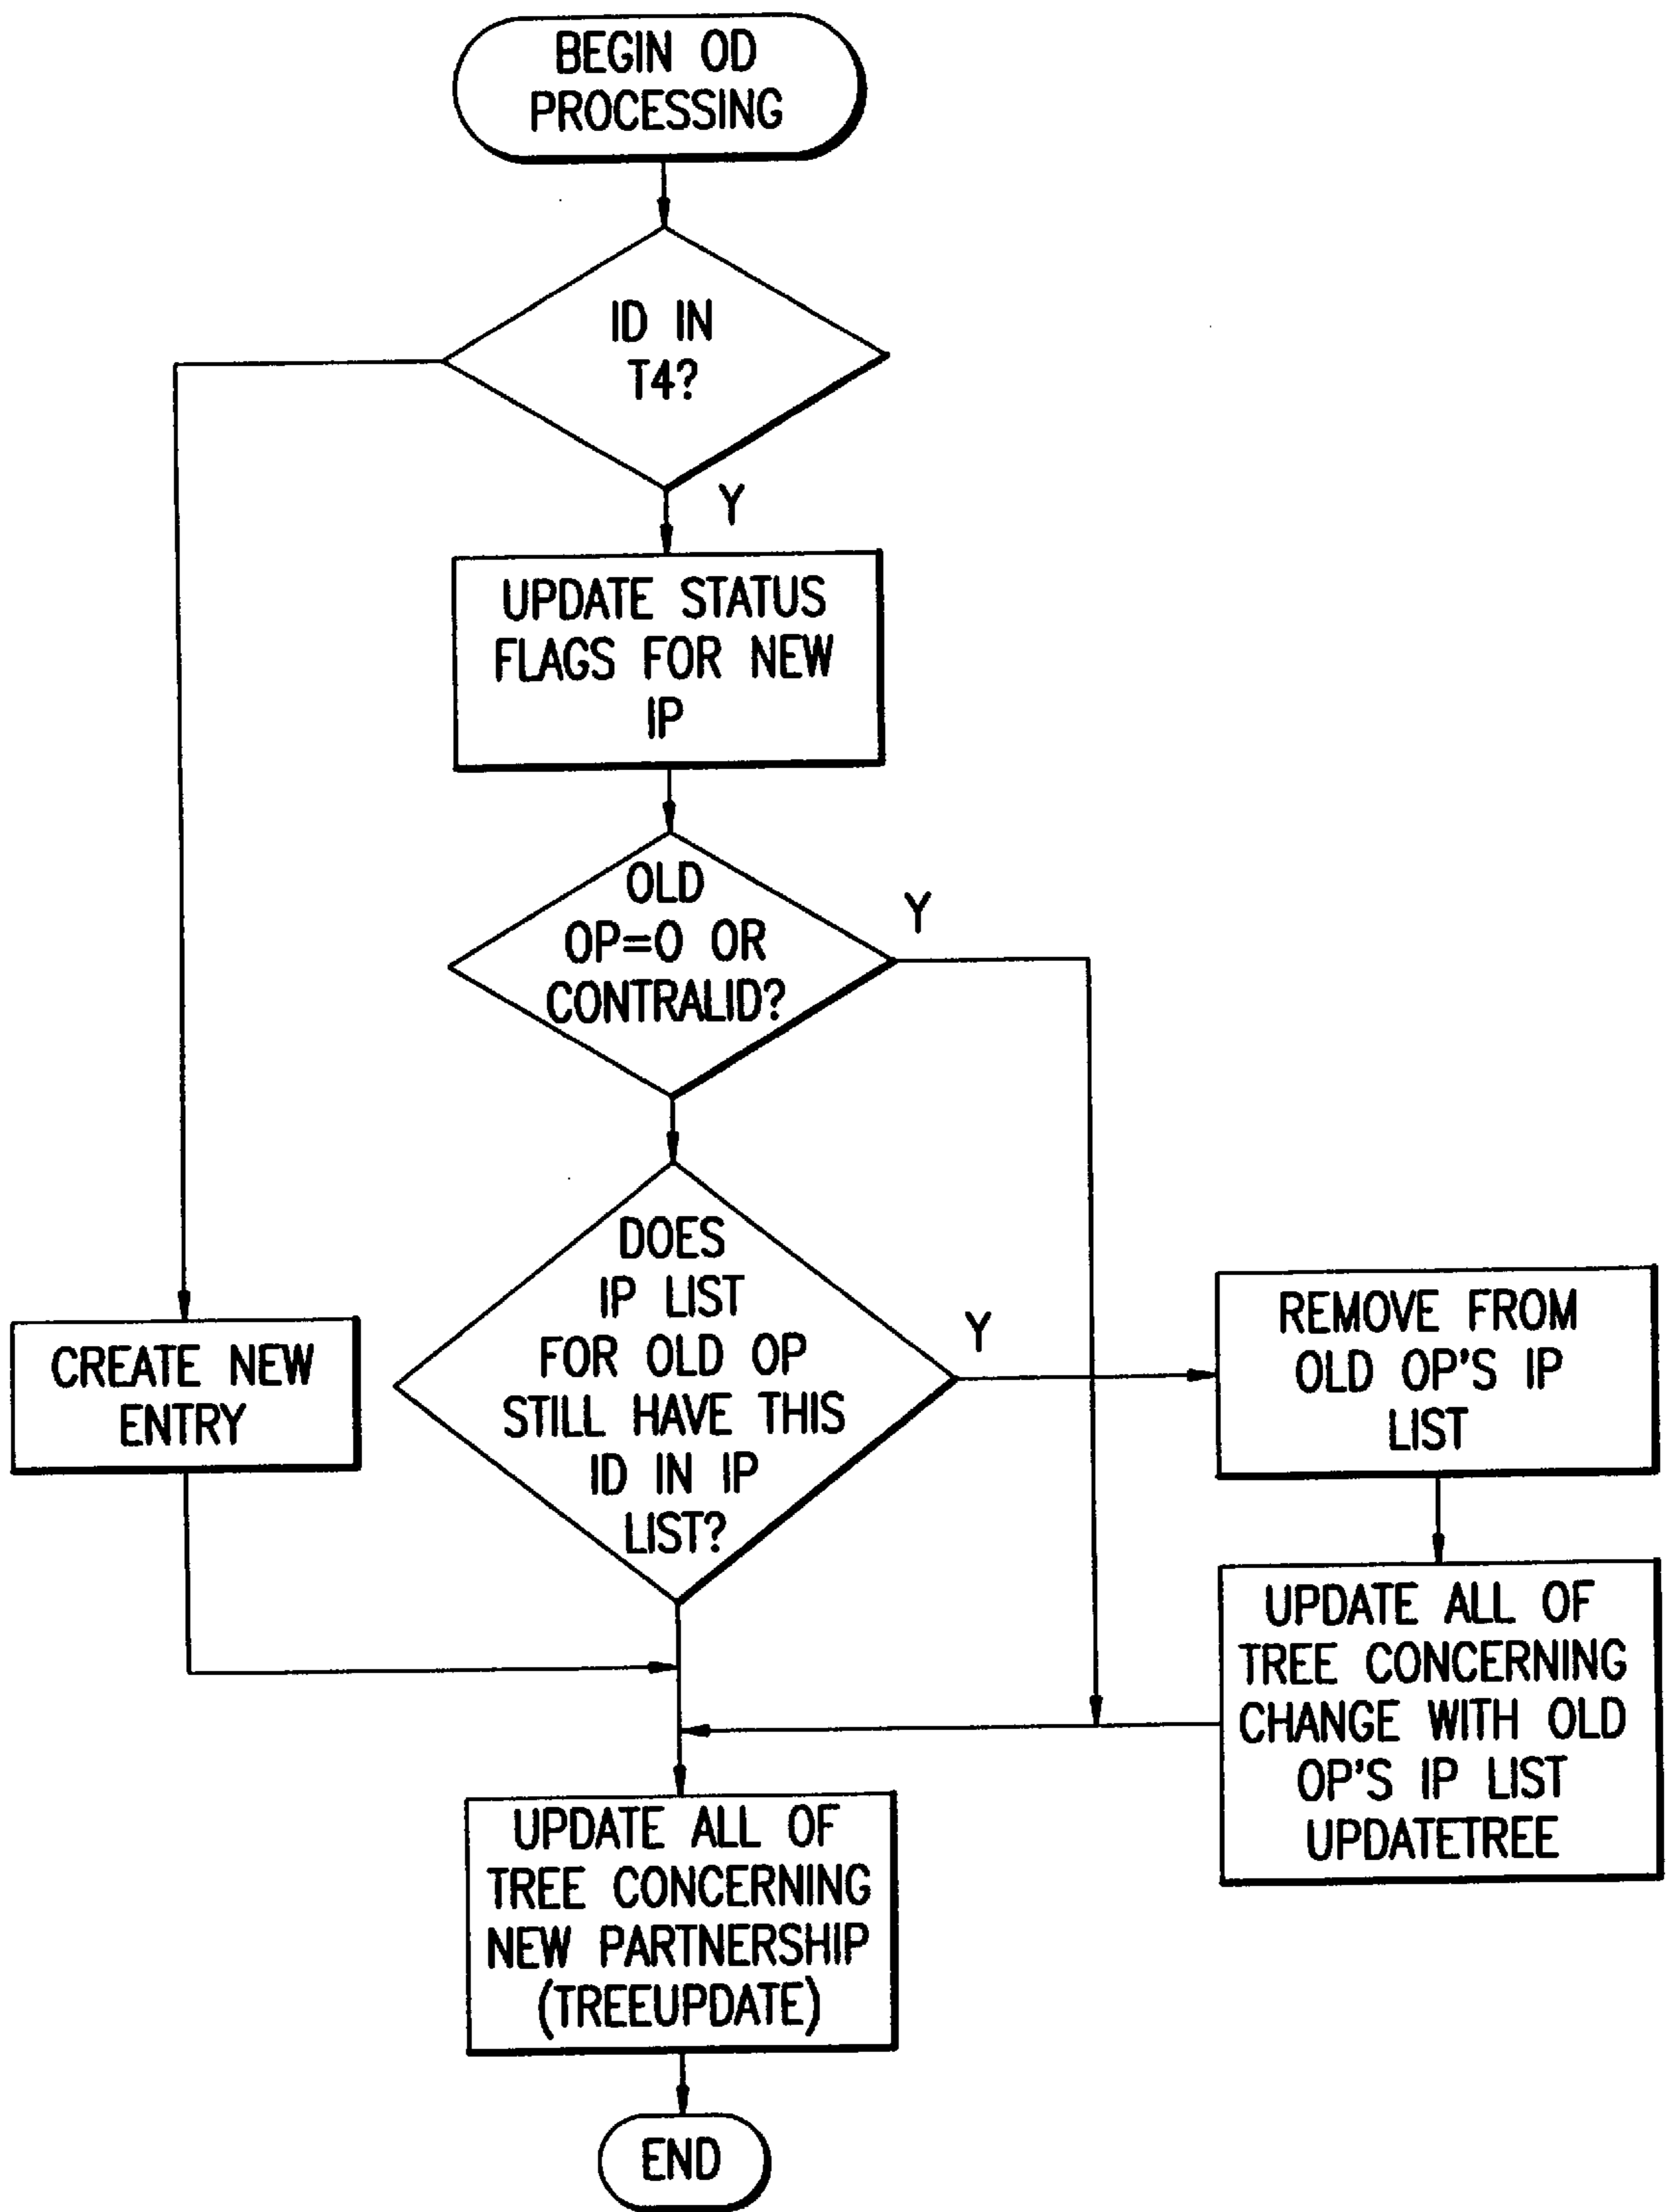 BEGIN OD
PROCESSING
ID IN
T4?
Y
UPDATE STATUS
FLAGS FOR NEW
IP
OLD
OP=0 OR
CONTRALID?
Y
DOES
IP LIST
FOR OLD OP
STILL HAVE THIS
ID IN IP
LIST?
Y
REMOVE FROM
OLD OP'S IP
LIST
CREATE NEW
ENTRY
UPDATE ALL OF
TREE CONCERNING
CHANGE WITH OLD
OP'S IP LIST
UPDATETREE
UPDATE ALL OF
TREE CONCERNING
NEW PARTNERSHIP
(TREEUPDATE)
END